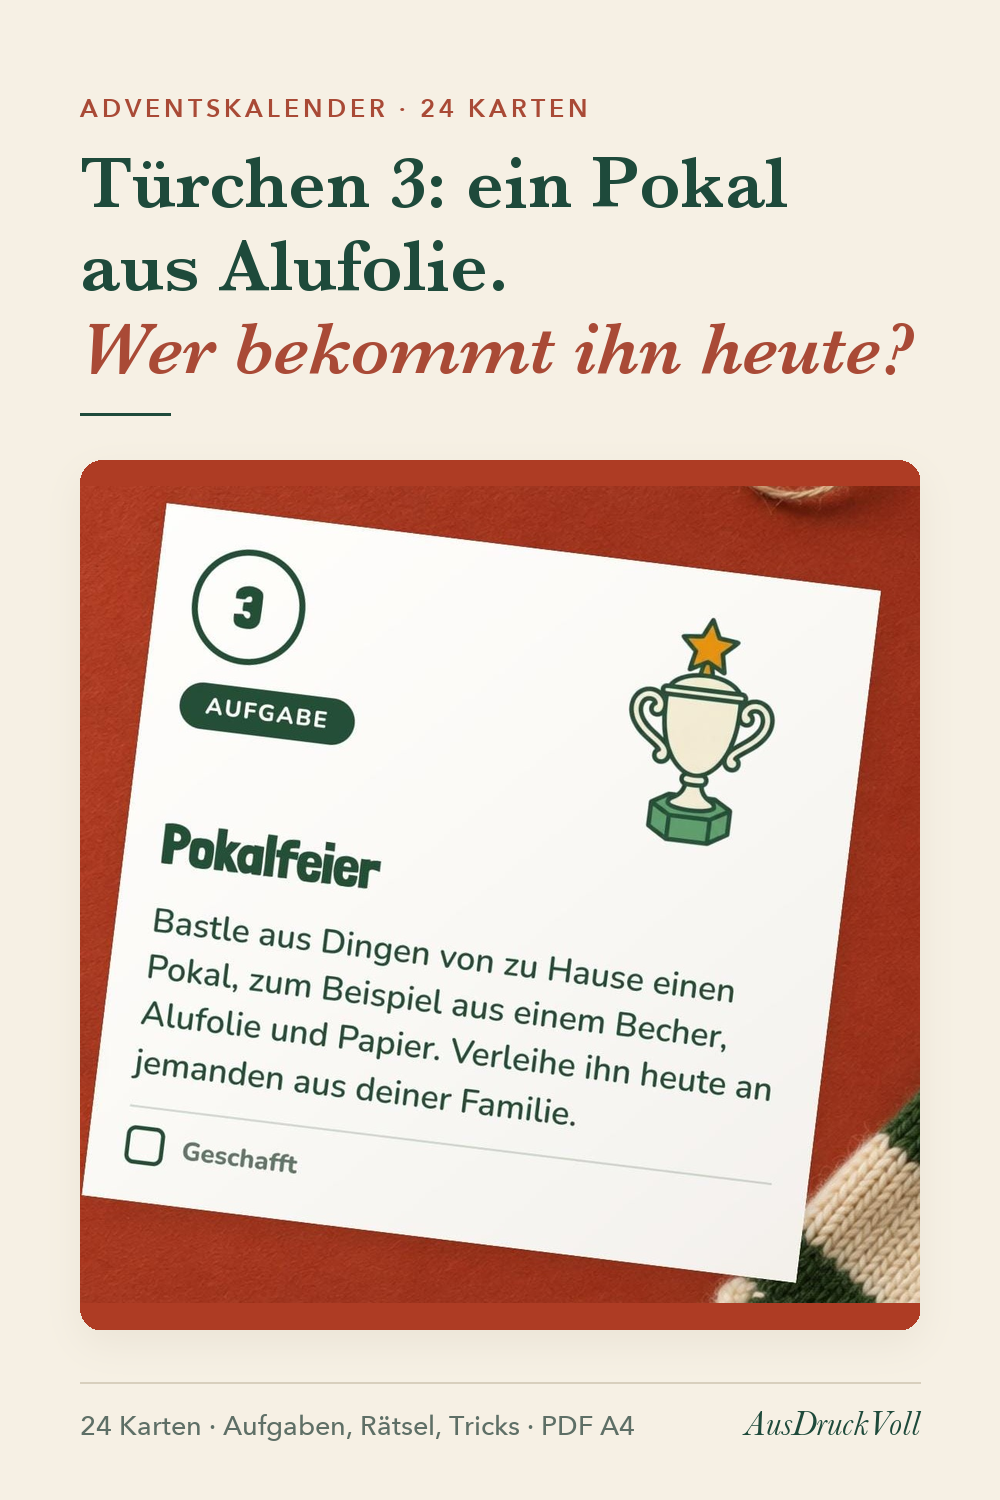 ADVENTSKALENDER · 24 KARTEN
Türchen 3: ein Pokal
aus Alufolie.
Wer bekommt ihn heute?
3
AUFGABE
Pokalfeier
Bastle aus Dingen von zu Hause einen
Pokal, zum Beispiel aus einem Becher,
Alufolie und Papier. Verleihe ihn heute an
jemanden aus deiner Familie.
Geschafft
24 Karten · Aufgaben, Rätsel, Tricks · PDF A4
AusDruckVoll